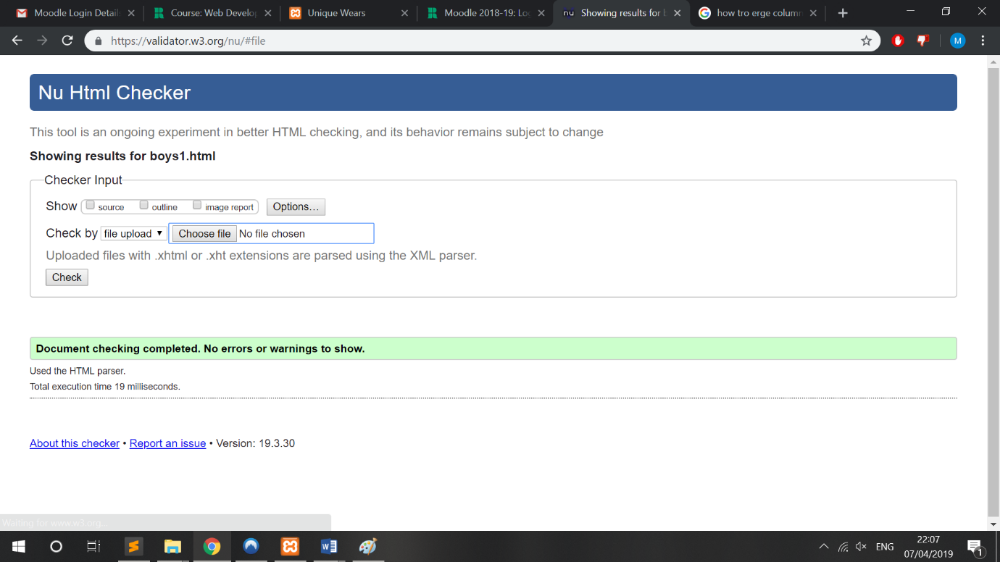 Moodle Login Detail
Course: Web Develop
Unique Wears
Moodle 2018-19: Lo
nu Showing results for b
how tro erge column
https://validator.w3.org/nu/#file
M
Nu Html Checker
This tool is an ongoing experiment in better HTML checking, and its behavior remains subject to change
Showing results for boys1.html
Checker Input
Show source outline image report Options...
Check by file upload Choose file No file chosen
Uploaded files with .xhtml or .xht extensions are parsed using the XML parser.
Check
Document checking completed. No errors or warnings to show.
Used the HTML parser.
Total execution time 19 milliseconds.
About this checker • Report an issue • Version: 19.3.30
Waiting for www.w3.org...
ENG
22:07
07/04/2019
1